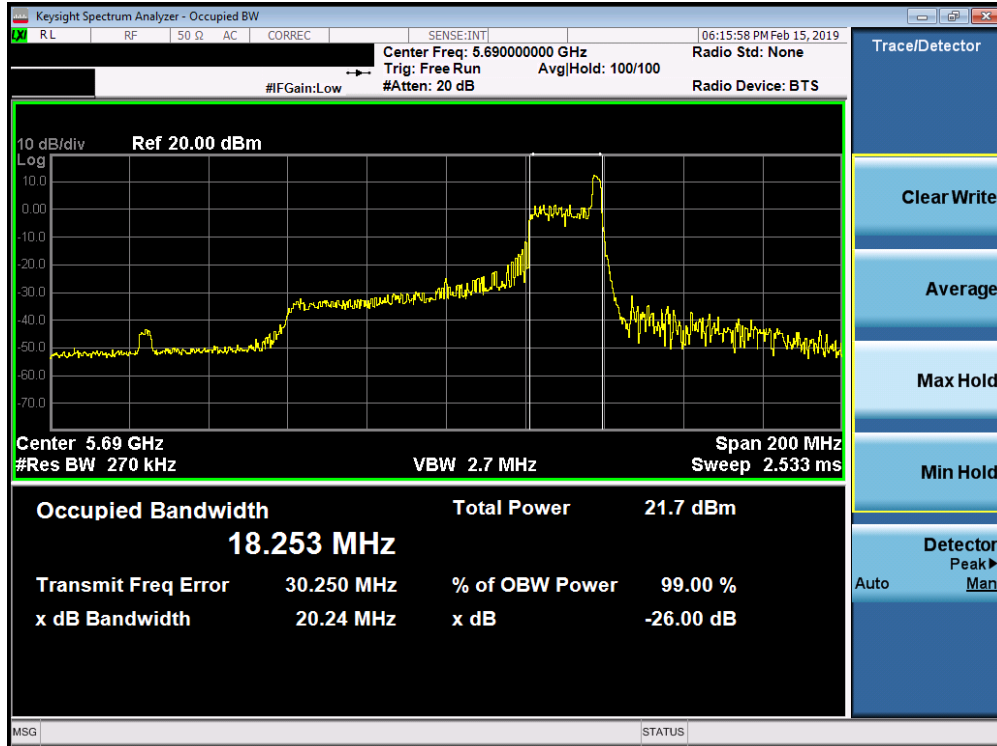 Keysight Spectrum Analyzer - Occupied BW
LXI RL RF 50 Ω AC CORREC SENSE:INT 06:15:58 PM Feb 15, 2019
Center Freq: 5.690000000 GHz Radio Std: None
Trig: Free Run Avg|Hold: 100/100
#IFGain:Low #Atten: 20 dB Radio Device: BTS
10 dB/div Ref 20.00 dBm
Log
10.0
0.00
-10.0
-20.0
-30.0
-40.0
-50.0
-60.0
-70.0
Center 5.69 GHz Span 200 MHz
#Res BW 270 kHz VBW 2.7 MHz Sweep 2.533 ms
Occupied Bandwidth Total Power 21.7 dBm
18.253 MHz
Transmit Freq Error 30.250 MHz % of OBW Power 99.00 %
x dB Bandwidth 20.24 MHz x dB -26.00 dB
MSG STATUS
Trace/Detector
Clear Write
Average
Max Hold
Min Hold
Detector
Peak▶
Auto Man